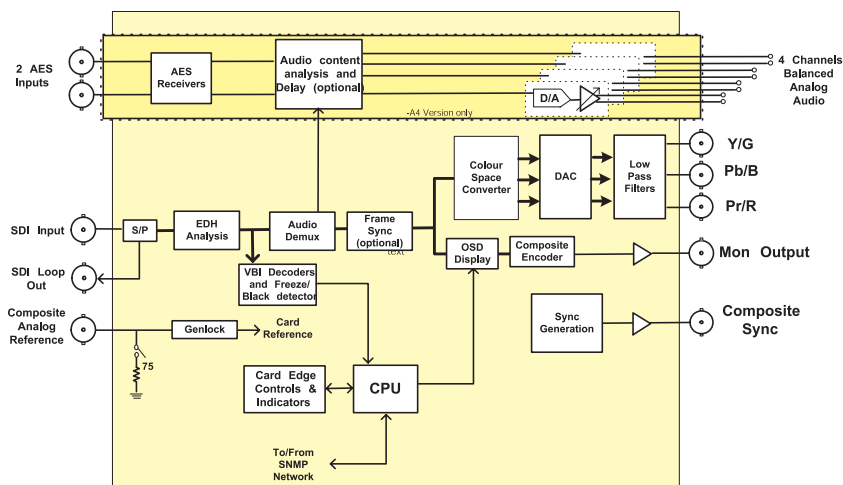 2 AES
Inputs
AES
Receivers
Audio content
analysis and
Delay (optional)
-A4 Version only
D/A
4 Channels
Balanced
Analog
Audio
Colour
Space
Converter
DAC
Low
Pass
Filters
Y/G
Pb/B
Pr/R
SDI Input
S/P
EDH
Analysis
Audio
Demux
Frame
Sync
(optional)
text
OSD
Display
Composite
Encoder
Mon Output
SDI Loop
Out
VBI Decoders
and Freeze/
Black detector
Composite
Analog
Reference
Genlock
Card
Reference
75
Sync
Generation
Composite
Sync
Card Edge
Controls &
Indicators
CPU
To/From
SNMP
Network